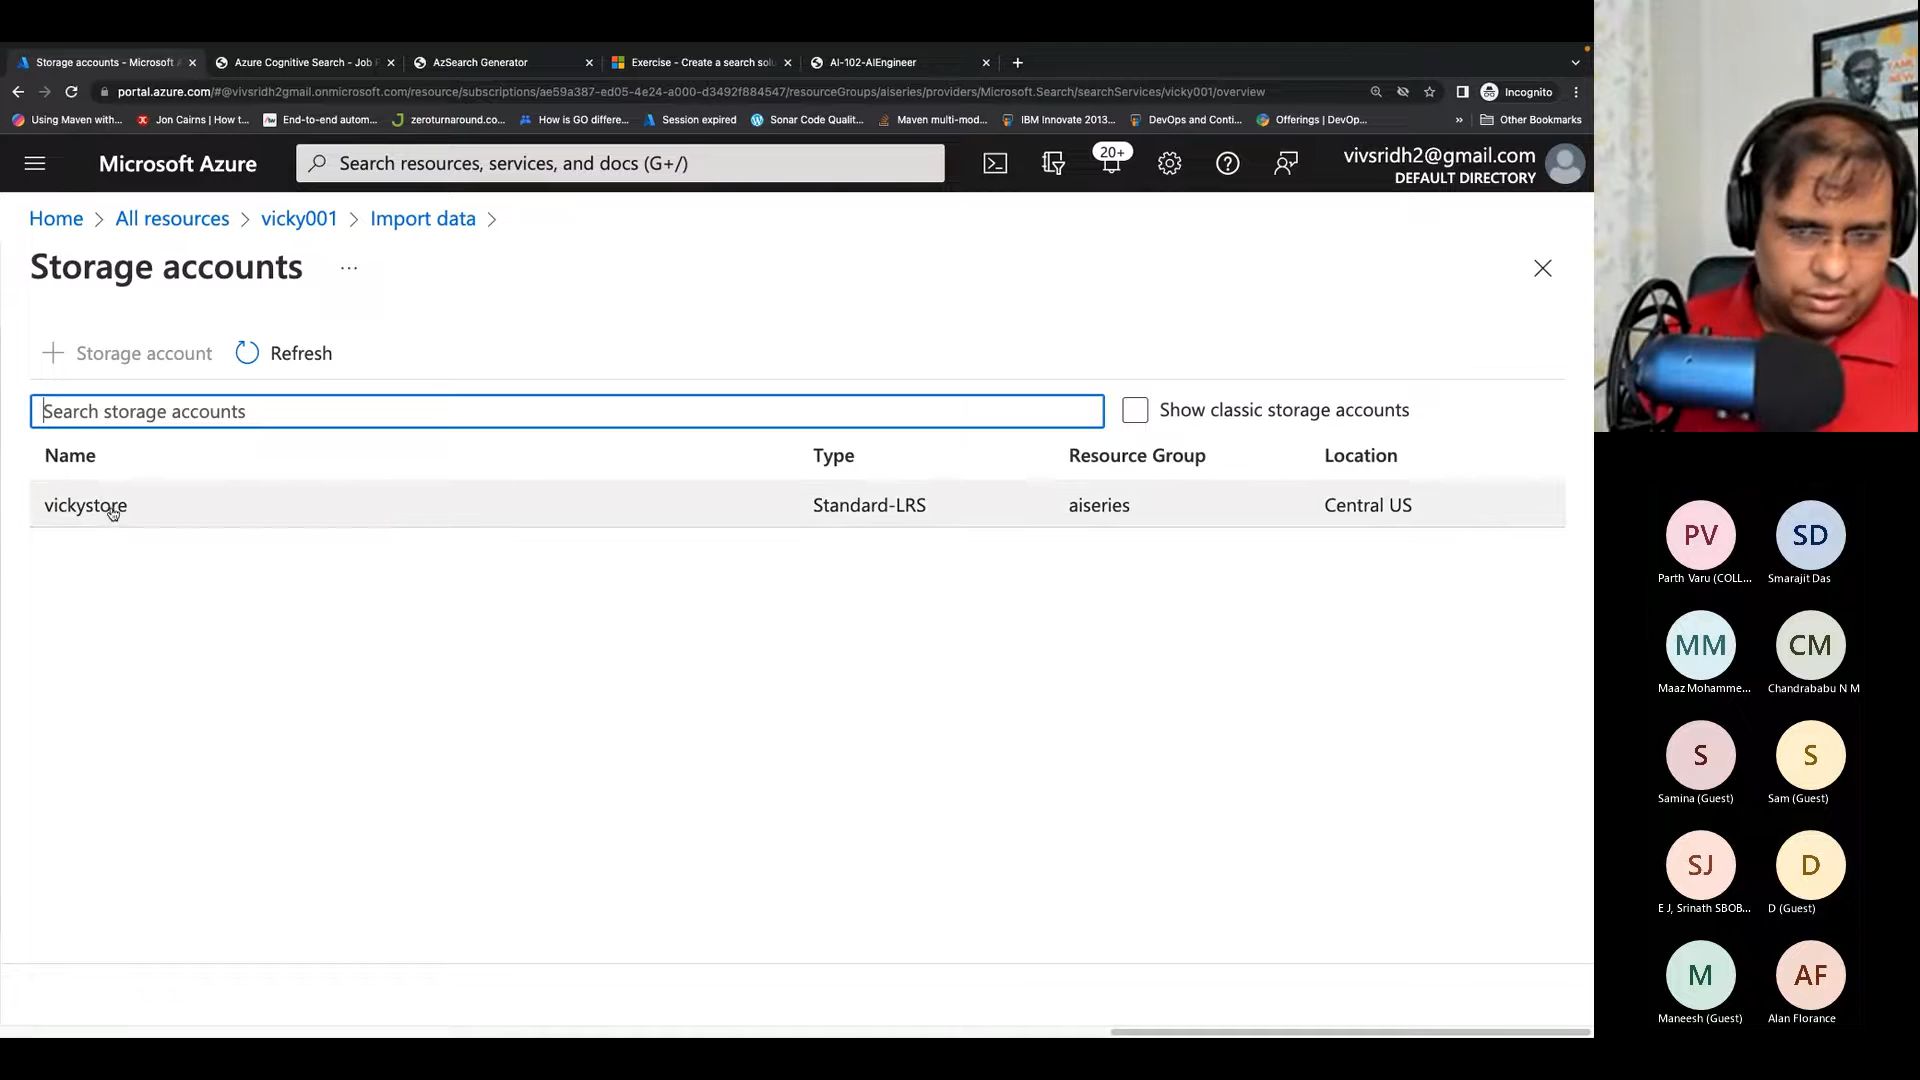 Storage accounts - Microsoft A
Azure Cognitive Search - Job F
AzSearch Generator
Exercise - Create a search solu
AI-102-AIEngineer
portal.azure.com/#@vivsridh2gmail.onmicrosoft.com/resource/subscriptions/ae59a387-ed05-4e24-a000-d3492f884547/resourceGroups/aiseries/providers/Microsoft.Search/searchServices/vicky001/overview
Incognito
Using Maven with...
Jon Cairns | How t...
End-to-end autom...
zeroturnaround.co...
How is GO differe...
Session expired
Sonar Code Qualit...
Maven multi-mod...
IBM Innovate 2013...
DevOps and Conti...
Offerings | DevOp...
Other Bookmarks
Microsoft Azure
Search resources, services, and docs (G+/)
20+
vivsridh2@gmail.com
DEFAULT DIRECTORY
Home > All resources > vicky001 > Import data >
Storage accounts ...
+ Storage account
Refresh
Search storage accounts
Show classic storage accounts
Name Type Resource Group Location
vickystore Standard-LRS aiseries Central US
PV SD
Parth Varu (COLL... Smarajit Das
MM CM
Maaz Mohamme... Chandrababu N M
S S
Samina (Guest) Sam (Guest)
SJ D
E J, Srinath SBOB... D (Guest)
M AF
Maneesh (Guest) Alan Florance